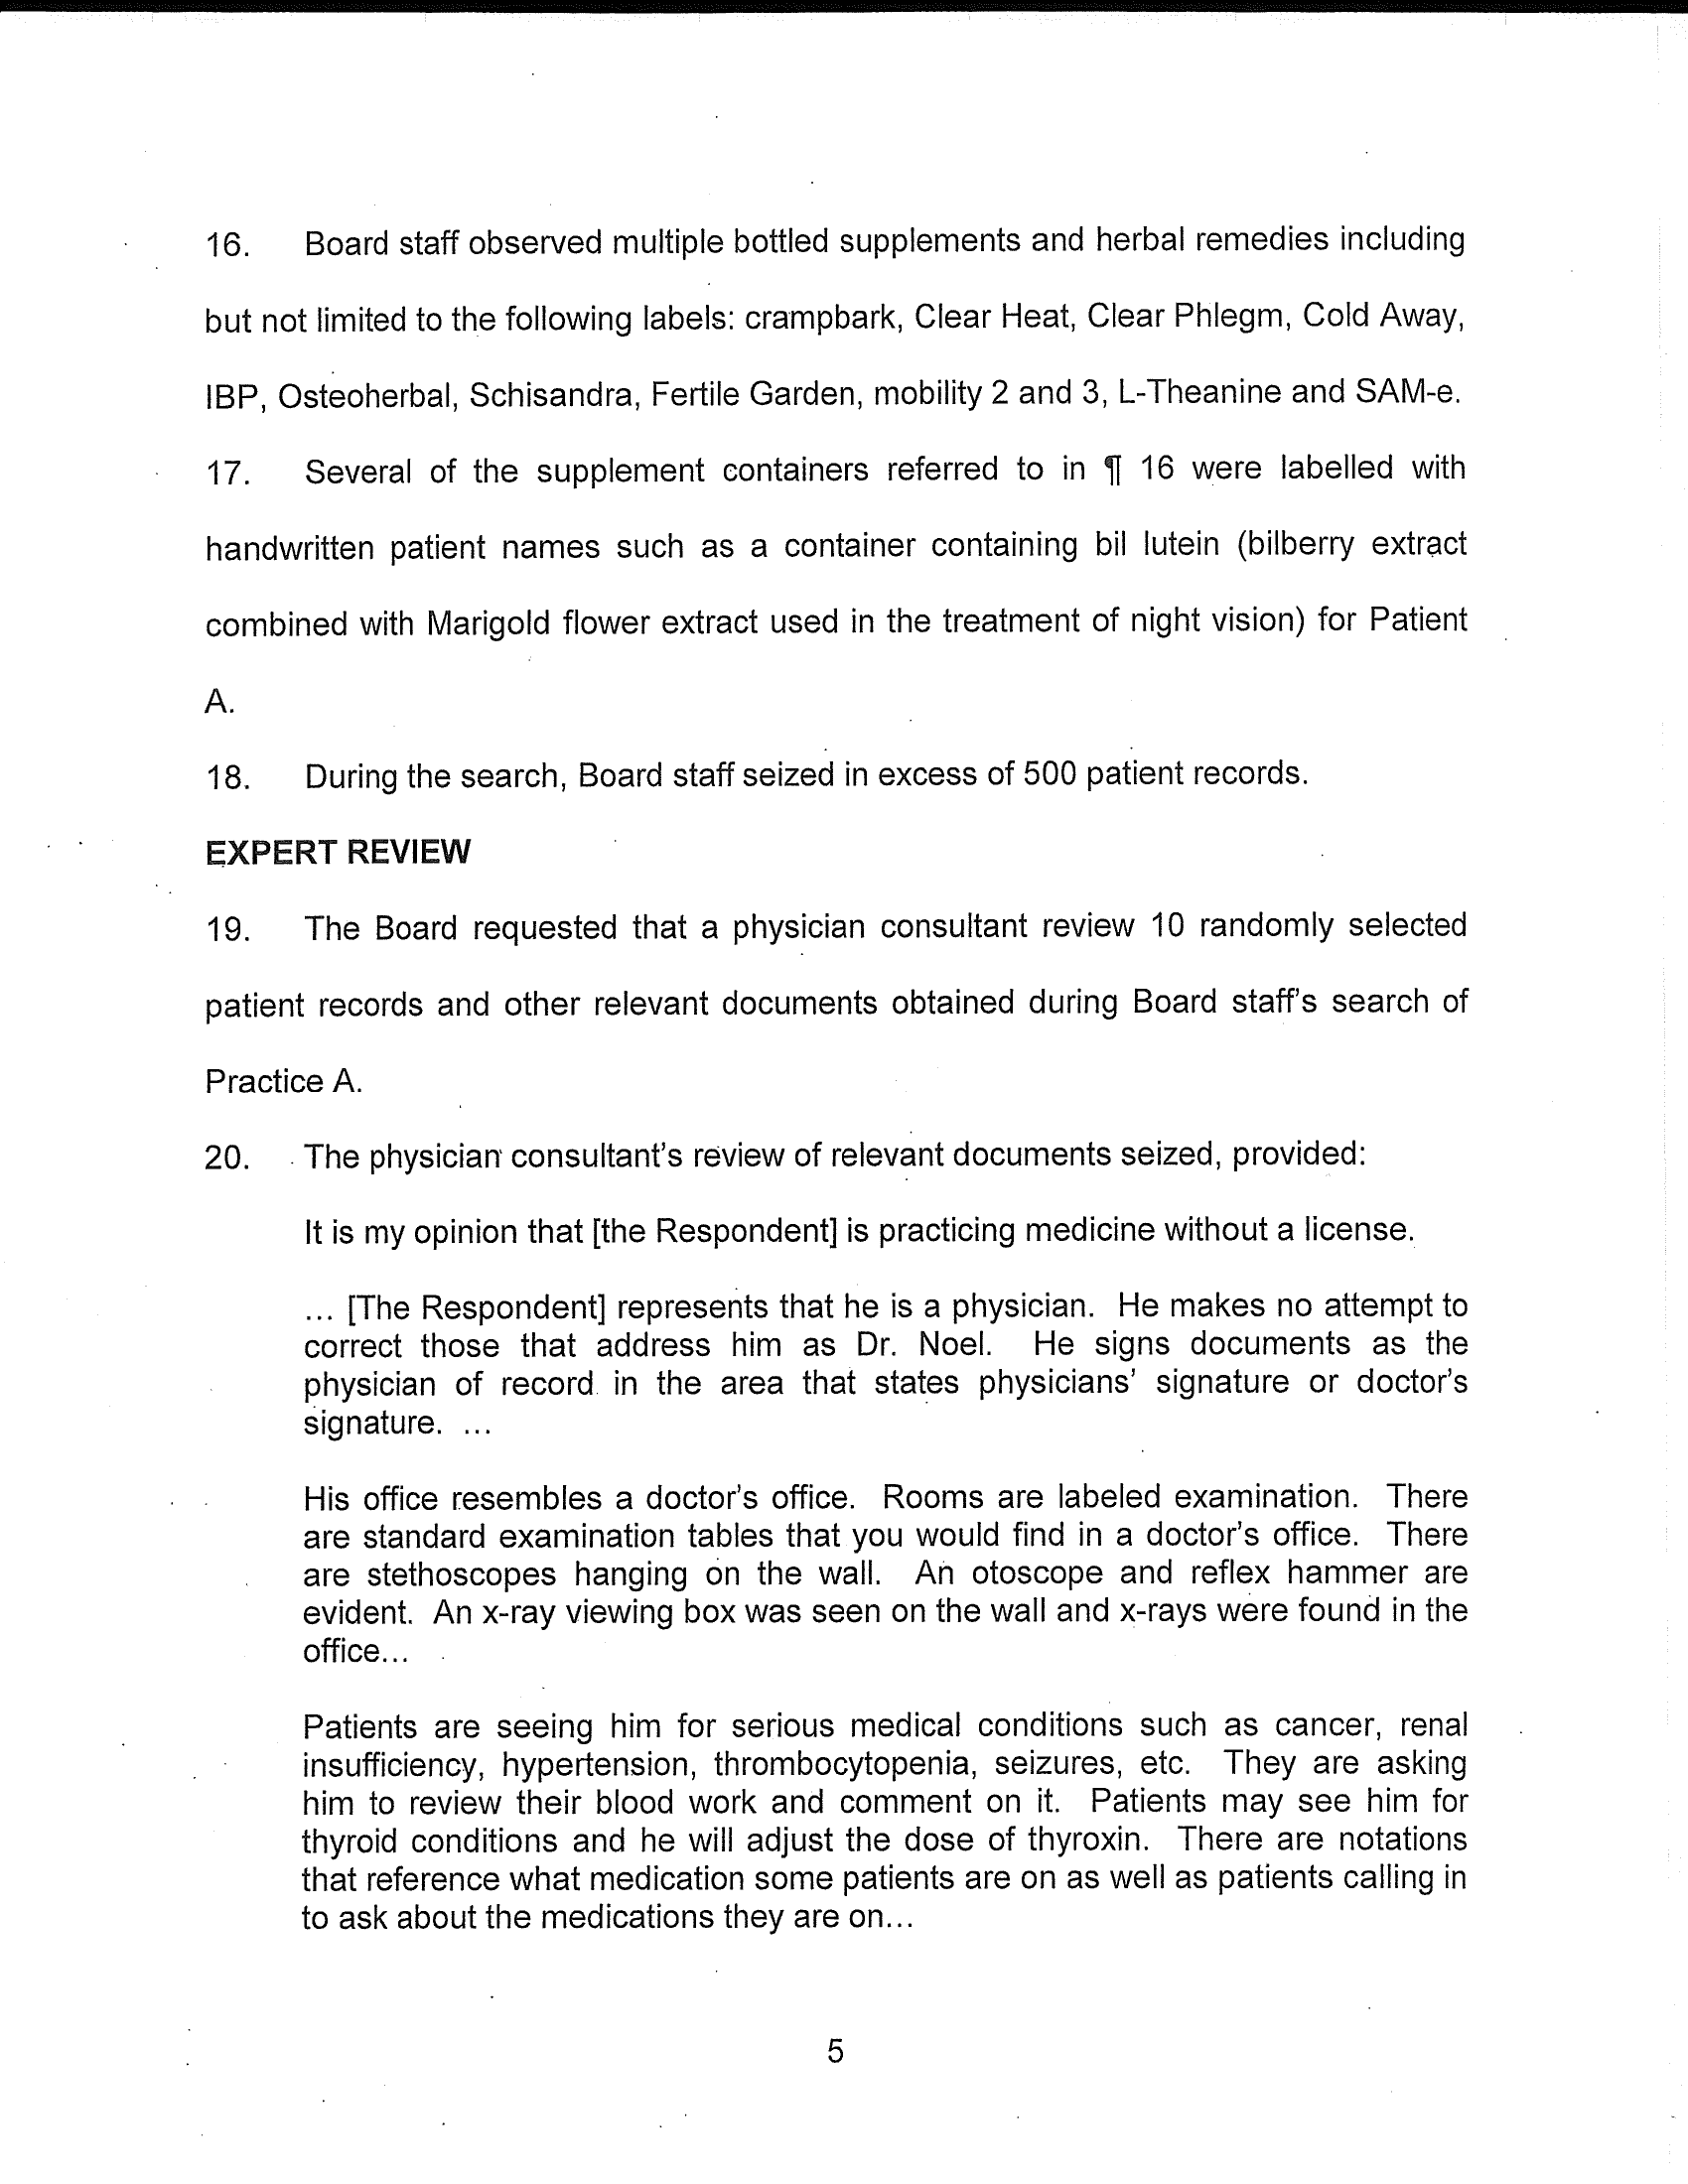 16. Board staff observed multiple bottled supplements and herbal remedies including
but not limited to the following labels: crampbark, Clear Heat, Clear Phlegm, Cold Away,
IBP, Osteoherbal, Schisandra, Fertile Garden, mobility 2 and 3, L-Theanine and SAM-e.
17. Several of the supplement containers referred to in ¶ 16 were labelled with
handwritten patient names such as a container containing bil lutein (bilberry extract
combined with Marigold flower extract used in the treatment of night vision) for Patient
A.
18. During the search, Board staff seized in excess of 500 patient records.
EXPERT REVIEW
19. The Board requested that a physician consultant review 10 randomly selected
patient records and other relevant documents obtained during Board staff's search of
Practice A.
20. The physician consultant's review of relevant documents seized, provided:
It is my opinion that [the Respondent] is practicing medicine without a license.
... [The Respondent] represents that he is a physician. He makes no attempt to
correct those that address him as Dr. Noel. He signs documents as the
physician of record in the area that states physicians' signature or doctor's
signature. ...
His office resembles a doctor's office. Rooms are labeled examination. There
are standard examination tables that you would find in a doctor's office. There
are stethoscopes hanging on the wall. An otoscope and reflex hammer are
evident. An x-ray viewing box was seen on the wall and x-rays were found in the
office...
Patients are seeing him for serious medical conditions such as cancer, renal
insufficiency, hypertension, thrombocytopenia, seizures, etc. They are asking
him to review their blood work and comment on it. Patients may see him for
thyroid conditions and he will adjust the dose of thyroxin. There are notations
that reference what medication some patients are on as well as patients calling in
to ask about the medications they are on...
5